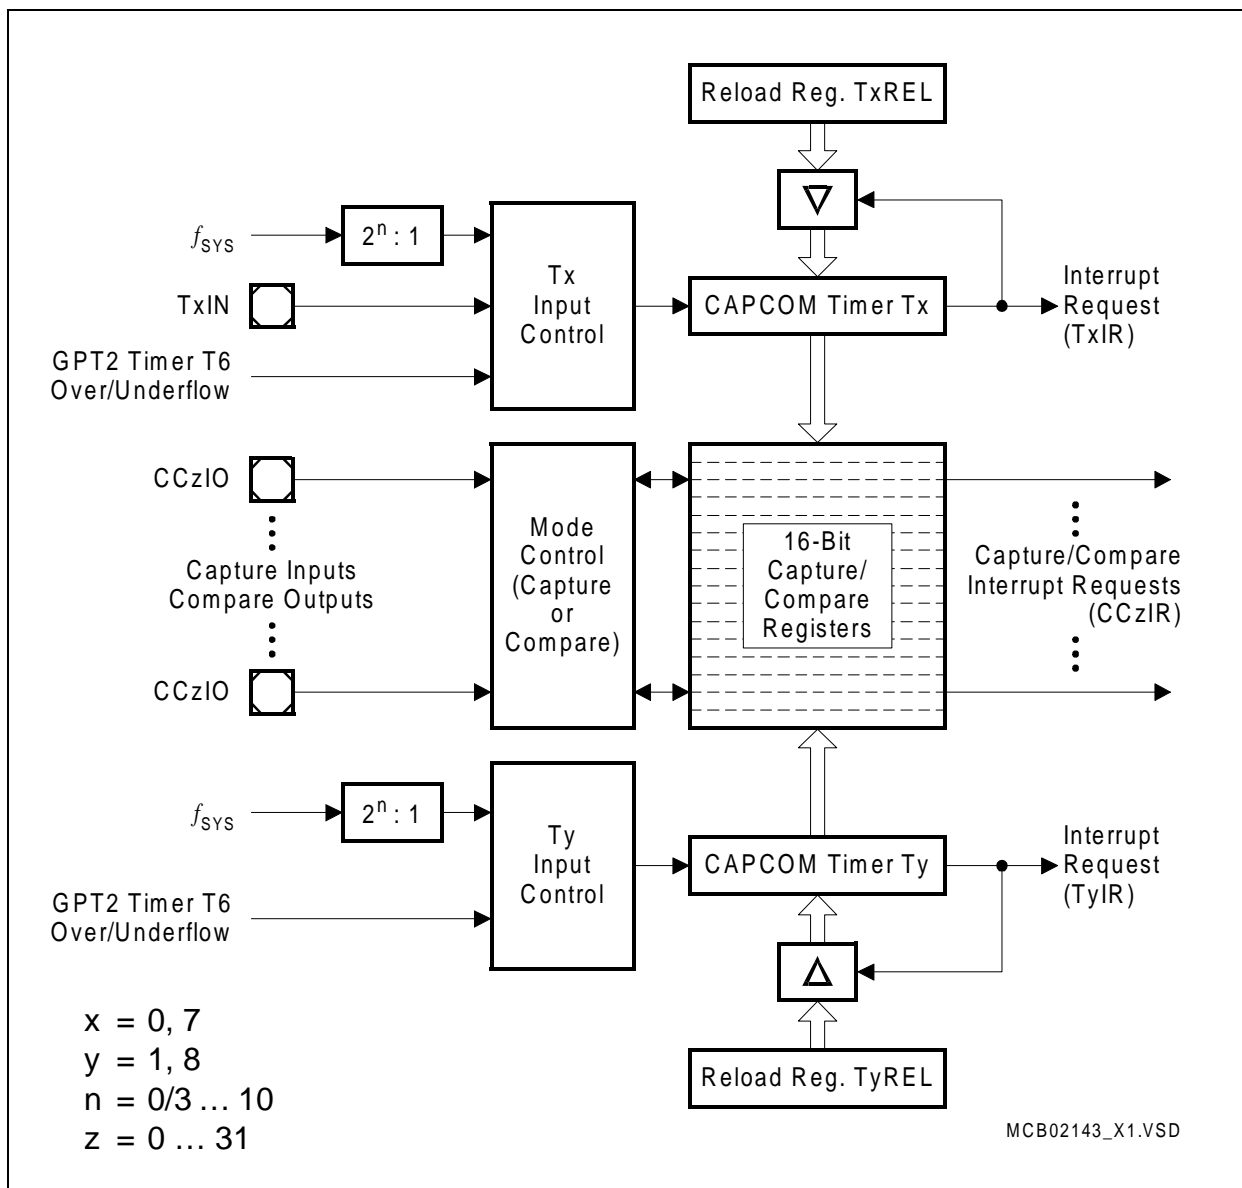 Reload Reg. TxREL
fSYS
2ⁿ : 1
Tx
Input
Control
TxIN
CAPCOM Timer Tx
Interrupt
Request
(TxIR)
GPT2 Timer T6
Over/Underflow
CCzIO
Capture Inputs
Compare Outputs
CCzIO
Mode
Control
(Capture
or
Compare)
16-Bit
Capture/
Compare
Registers
Capture/Compare
Interrupt Requests
(CCzIR)
fSYS
2ⁿ : 1
Ty
Input
Control
CAPCOM Timer Ty
Interrupt
Request
(TyIR)
GPT2 Timer T6
Over/Underflow
Reload Reg. TyREL
x = 0, 7
y = 1, 8
n = 0/3 ... 10
z = 0 ... 31
MCB02143_X1.VSD